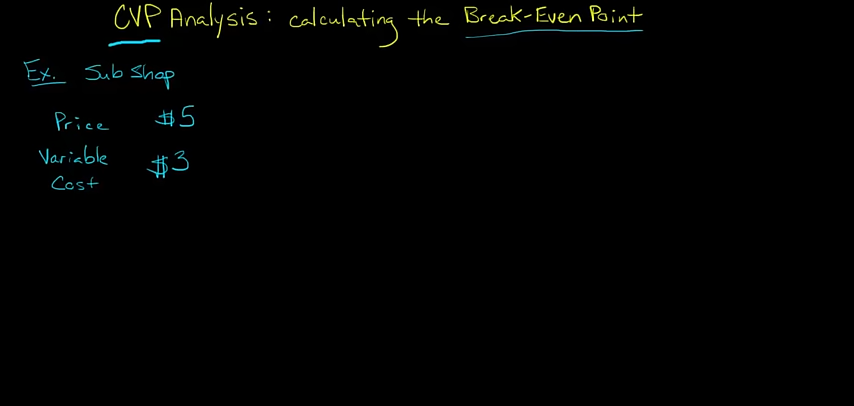 CVP Analysis: calculating the Break-Even Point
Ex. Sub Shop
Price $5
Variable $3
Cost